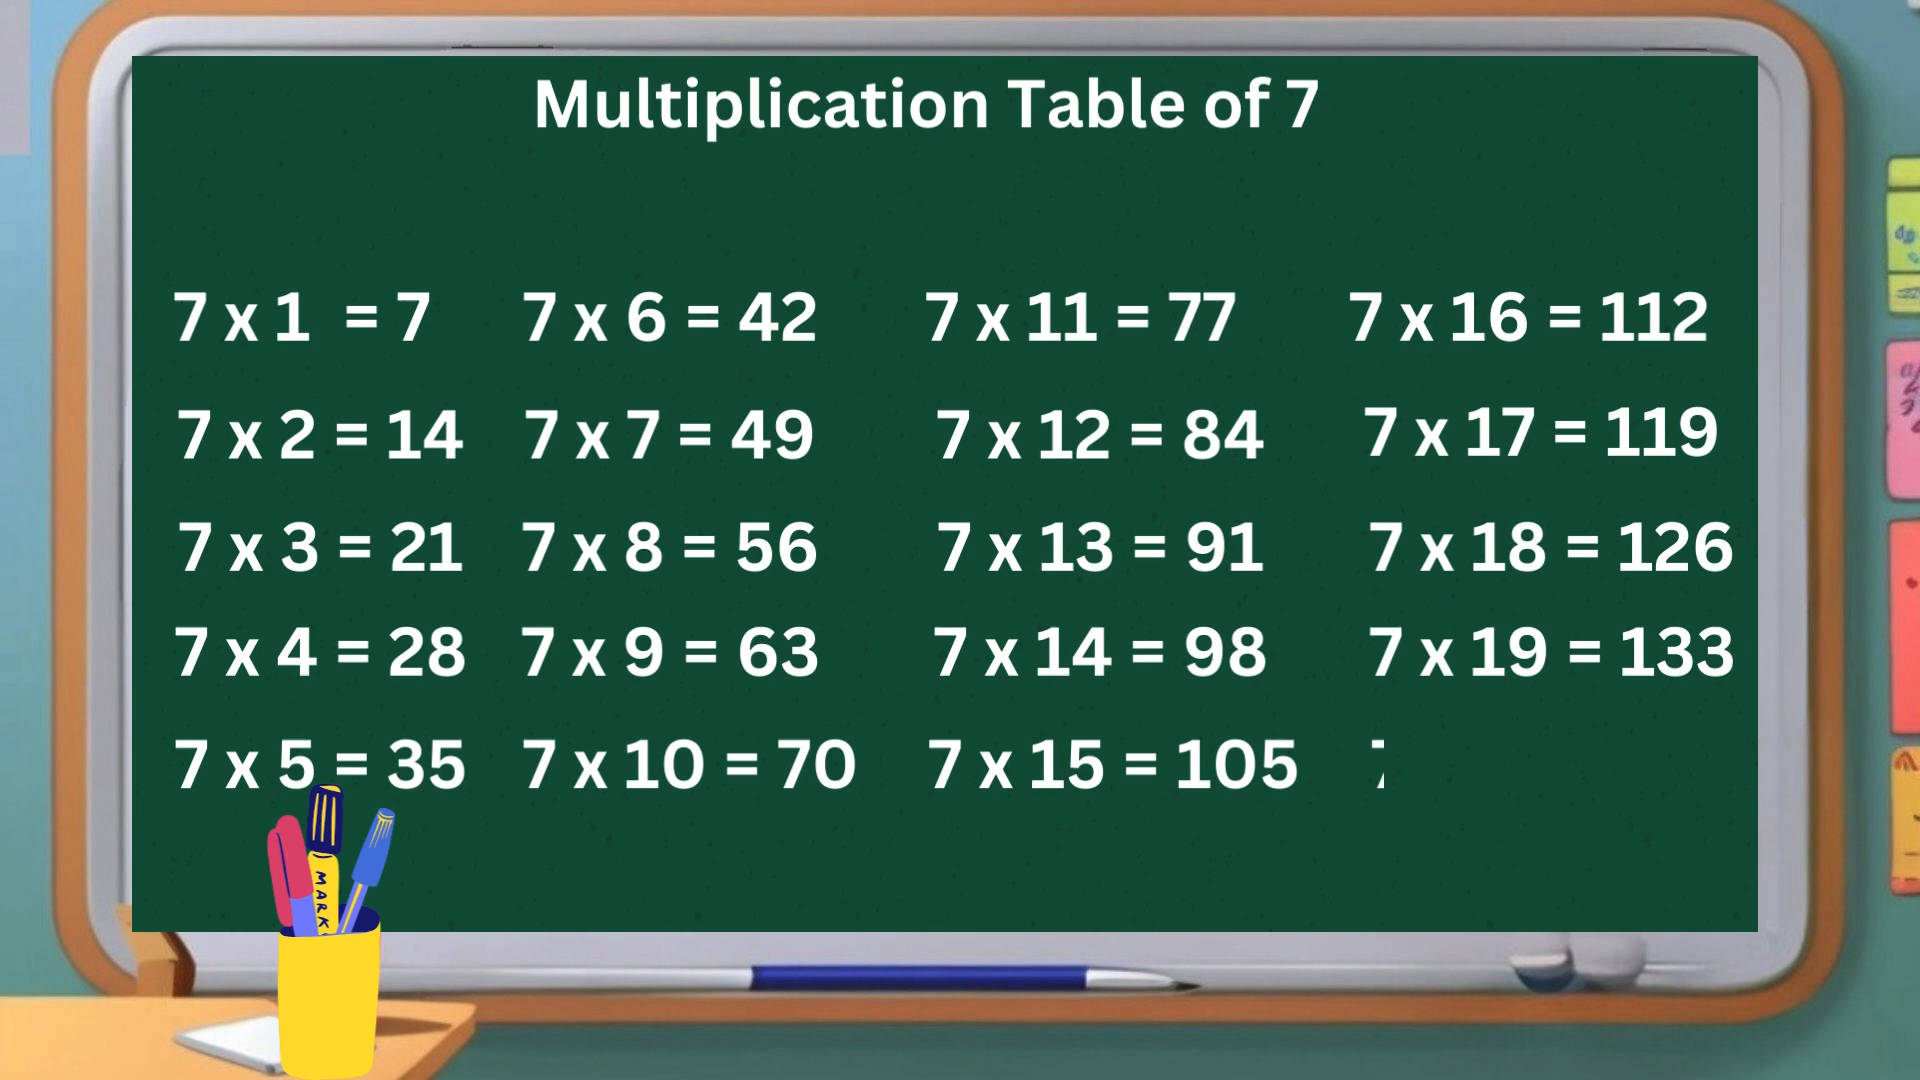 Multiplication Table of 7
7 x 1 = 7
7 x 2 = 14
7 x 3 = 21
7 x 4 = 28
7 x 5 = 35
7 x 6 = 42
7 x 7 = 49
7 x 8 = 56
7 x 9 = 63
7 x 10 = 70
7 x 11 = 77
7 x 12 = 84
7 x 13 = 91
7 x 14 = 98
7 x 15 = 105
7 x 16 = 112
7 x 17 = 119
7 x 18 = 126
7 x 19 = 133
MARK